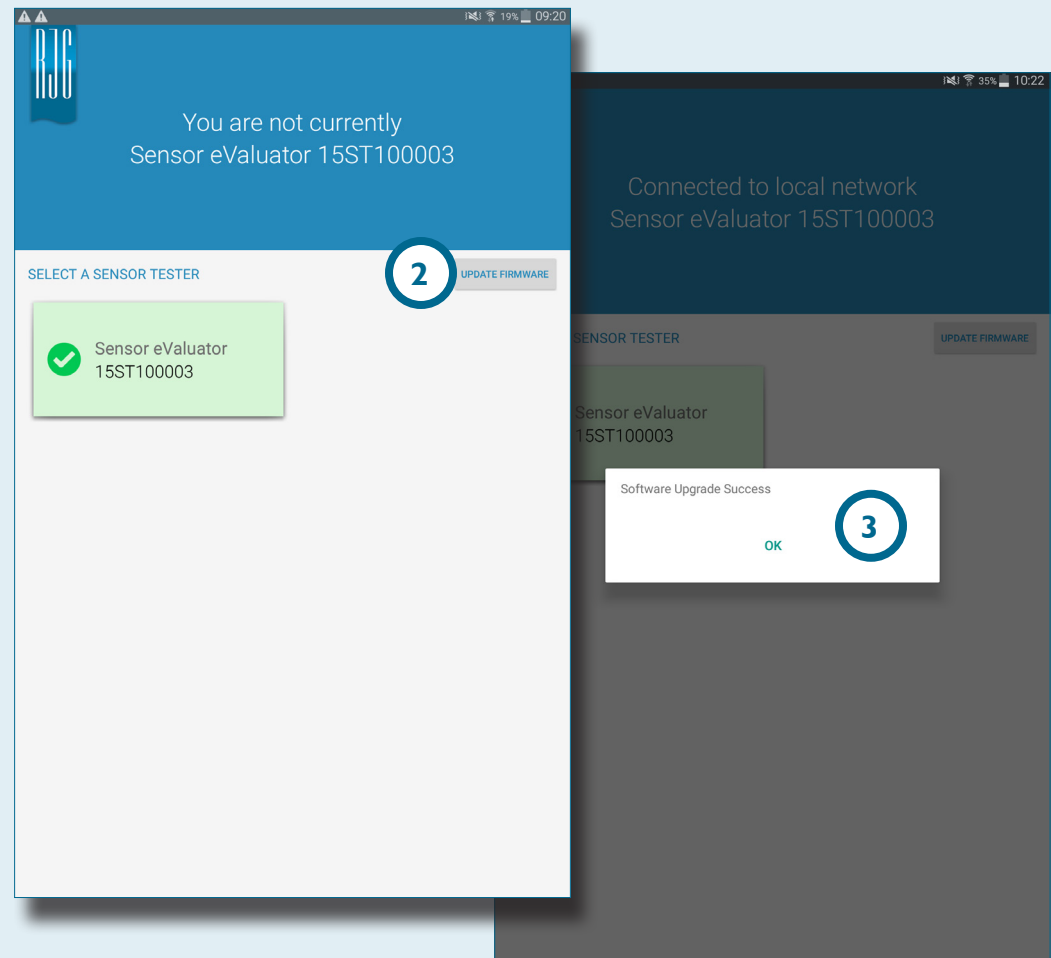 19% 09:20
RJG
You are not currently
Sensor eValuator 15ST100003
SELECT A SENSOR TESTER
2
UPDATE FIRMWARE
Sensor eValuator
15ST100003
35% 10:22
Connected to local network
Sensor eValuator 15ST100003
SENSOR TESTER
UPDATE FIRMWARE
Sensor eValuator
15ST100003
Software Upgrade Success
3
OK